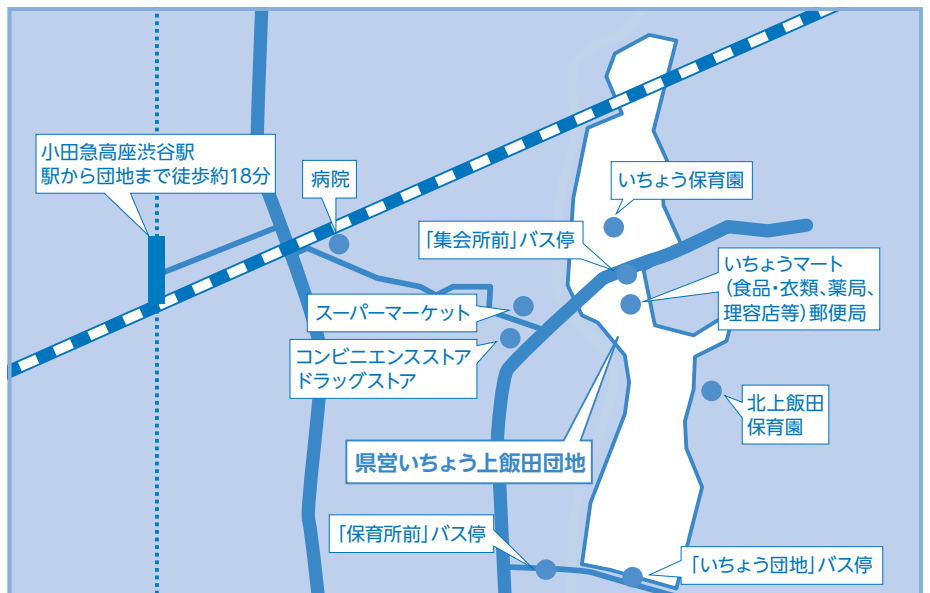 小田急高座渋谷駅
駅から団地まで徒歩約18分
病院
いちょう保育園
「集会所前」バス停
いちょうマート
（食品・衣類、薬局、
理容店等）郵便局
スーパーマーケット
コンビニエンスストア
ドラッグストア
北上飯田
保育園
県営いちょう上飯田団地
「保育所前」バス停
「いちょう団地」バス停